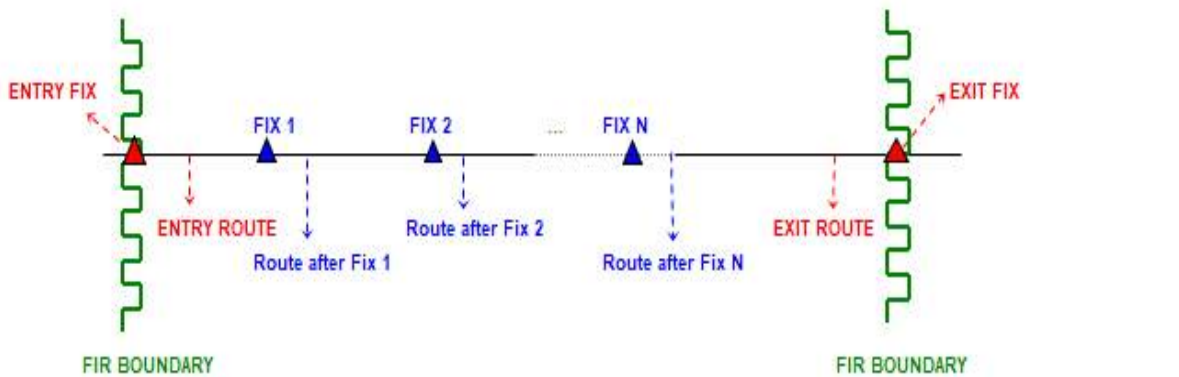 ENTRY FIX
EXIT FIX
FIX 1
FIX 2
...
FIX N
ENTRY ROUTE
Route after Fix 2
EXIT ROUTE
Route after Fix 1
Route after Fix N
FIR BOUNDARY
FIR BOUNDARY